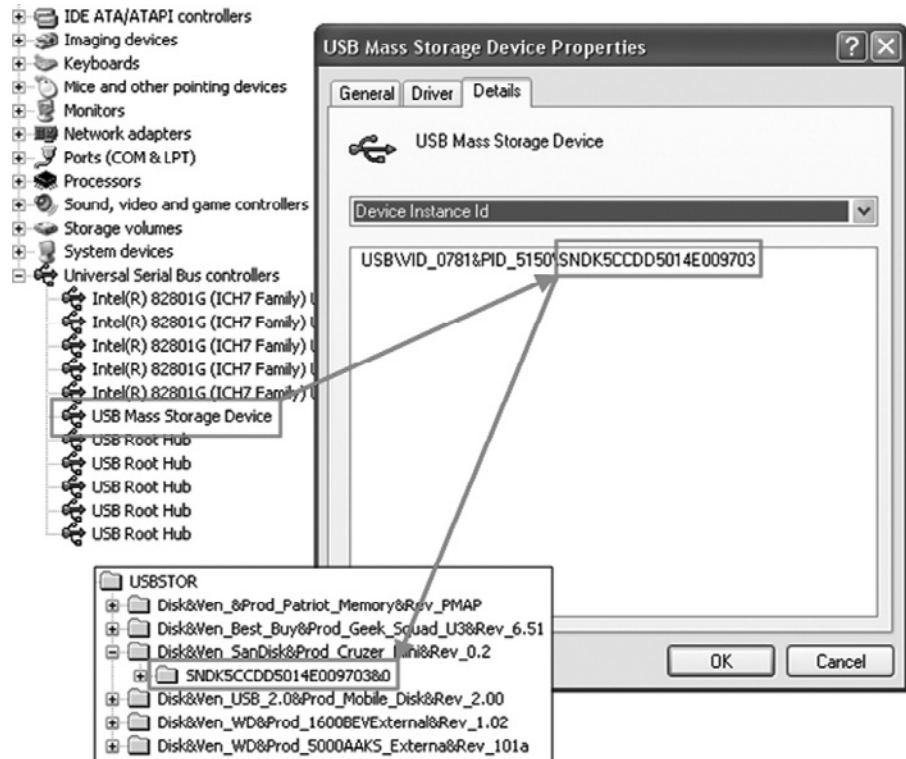 IDE ATA/ATAPI controllers
Imaging devices
Keyboards
Mice and other pointing devices
Monitors
Network adapters
Ports (COM & LPT)
Processors
Sound, video and game controllers
Storage volumes
System devices
Universal Serial Bus controllers
Intel(R) 82801G (ICH7 Family) U
Intel(R) 82801G (ICH7 Family) U
Intel(R) 82801G (ICH7 Family) U
Intel(R) 82801G (ICH7 Family) U
Intel(R) 82801G (ICH7 Family) U
USB Mass Storage Device
USB Root Hub
USB Root Hub
USB Root Hub
USB Root Hub
USB Root Hub
USB Mass Storage Device Properties
General Driver Details
USB Mass Storage Device
Device Instance Id
USB\VID_0781&PID_5150\SNDK5CCDD5014E009703
OK Cancel
USBSTOR
Disk&Ven_&Prod_Patriot_Memory&Rev_PMAP
Disk&Ven_Best_Buy&Prod_Geek_Squad_U3&Rev_6.51
Disk&Ven_SanDisk&Prod_Cruzer_Mini&Rev_0.2
SNDK5CCDD5014E009703&0
Disk&Ven_USB_2.0&Prod_Mobile_Disk&Rev_2.00
Disk&Ven_WD&Prod_1600BEVExternal&Rev_1.02
Disk&Ven_WD&Prod_5000AAKS_Externa&Rev_101a